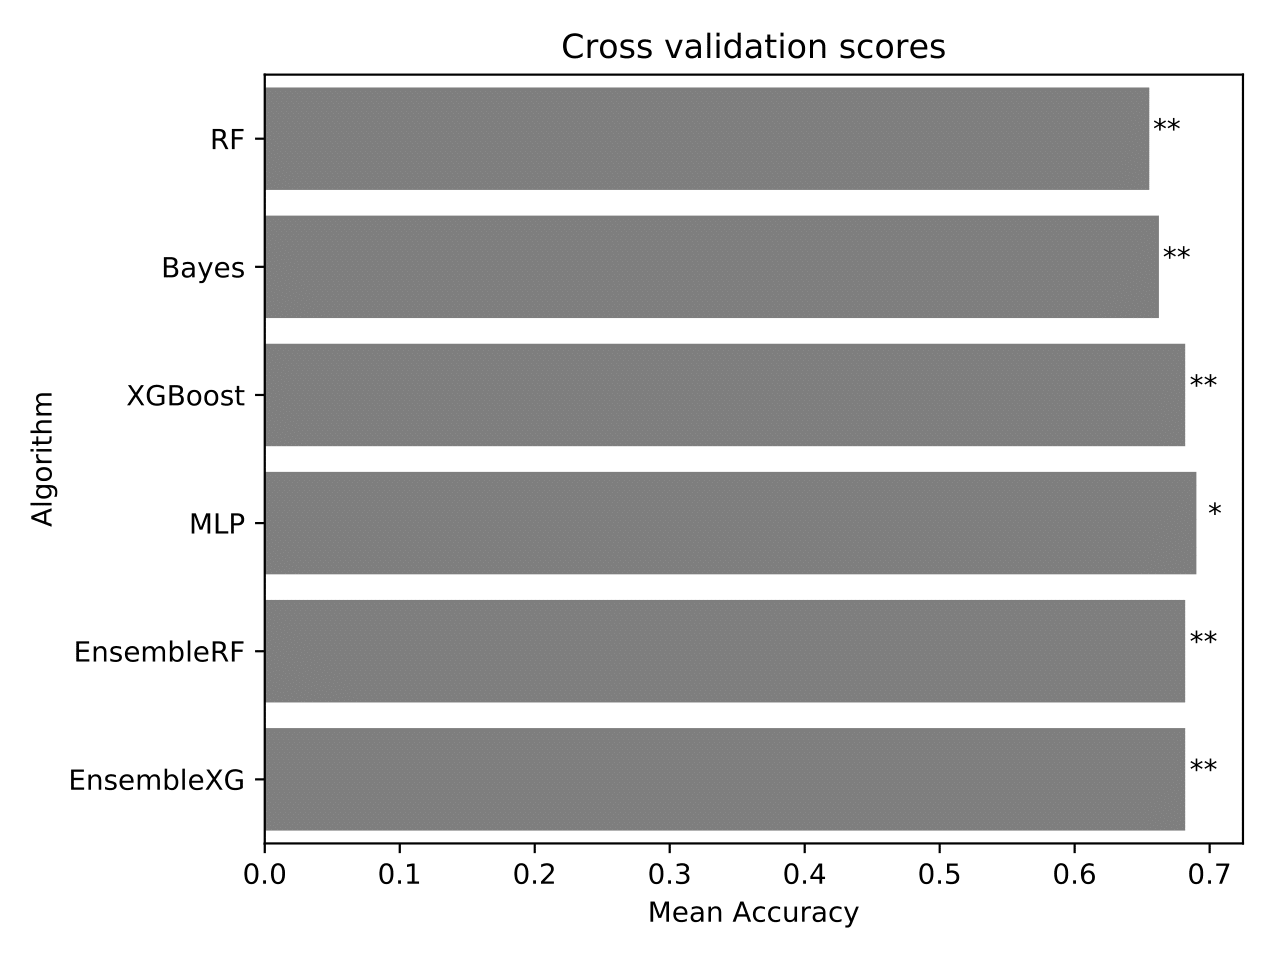 Cross validation scores
RF
**
Bayes
**
XGBoost
**
MLP
*
EnsembleRF
**
EnsembleXG
**
Algorithm
0.0 0.1 0.2 0.3 0.4 0.5 0.6 0.7
Mean Accuracy